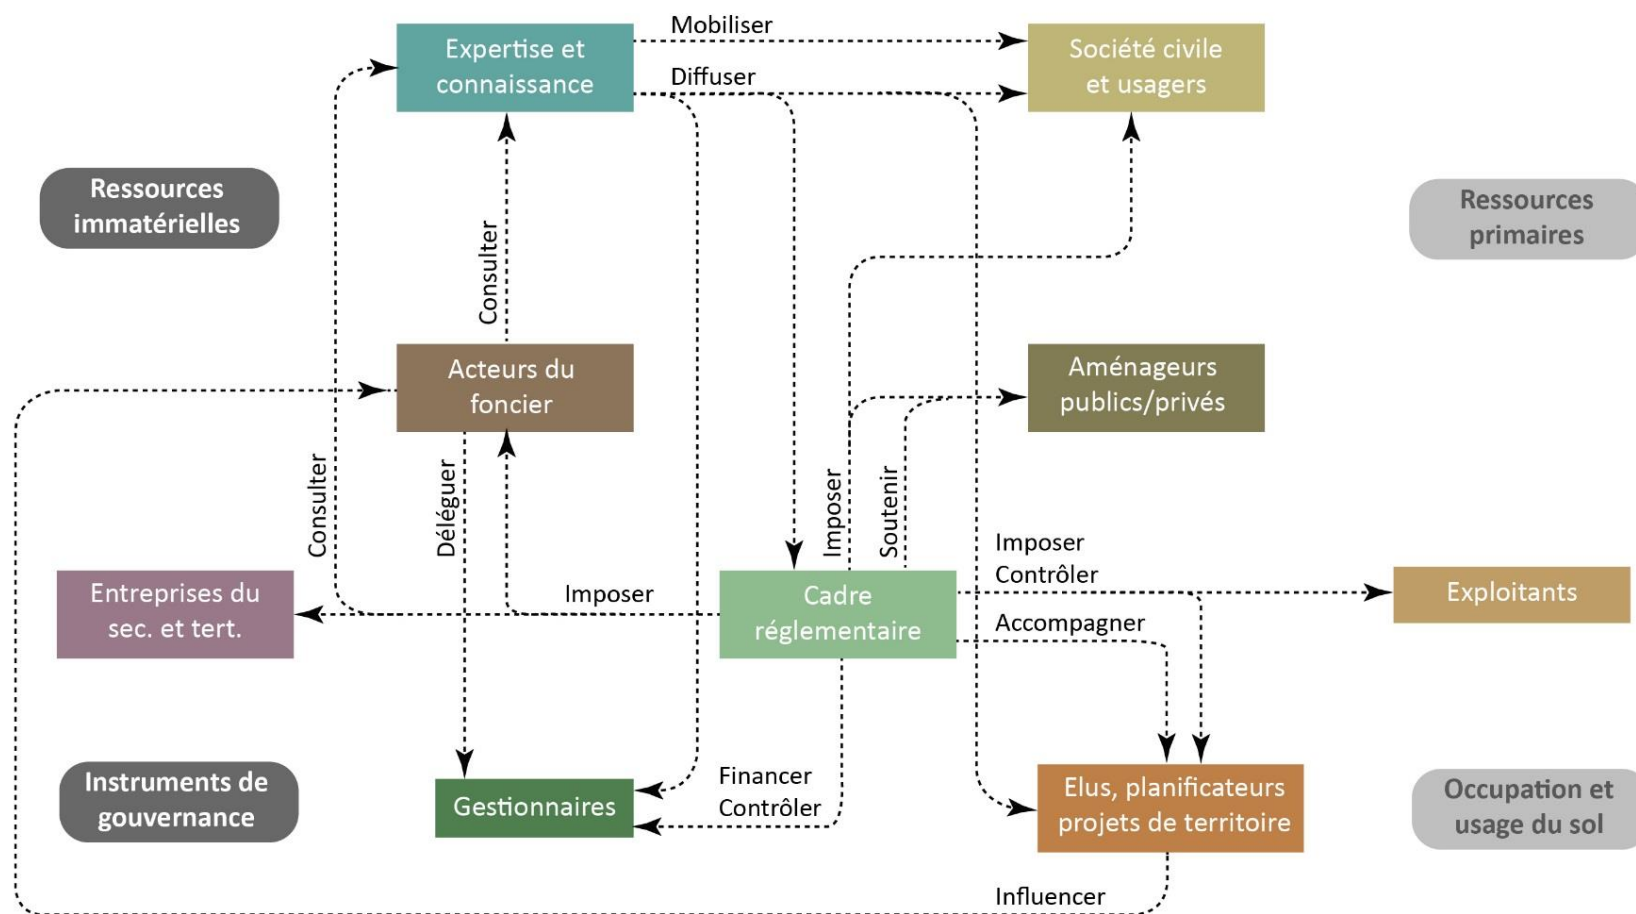 Mobiliser
Expertise et
connaissance
Société civile
et usagers
Diffuser
Ressources
immatérielles
Ressources
primaires
Consulter
Acteurs du
foncier
Aménageurs
publics/privés
Consulter
Déléguer
Imposer
Soutenir
Imposer
Contrôler
Entreprises du
sec. et tert.
Imposer
Cadre
réglementaire
Exploitants
Accompagner
Instruments de
gouvernance
Gestionnaires
Financer
Contrôler
Elus, planificateurs
projets de territoire
Occupation et
usage du sol
Influencer